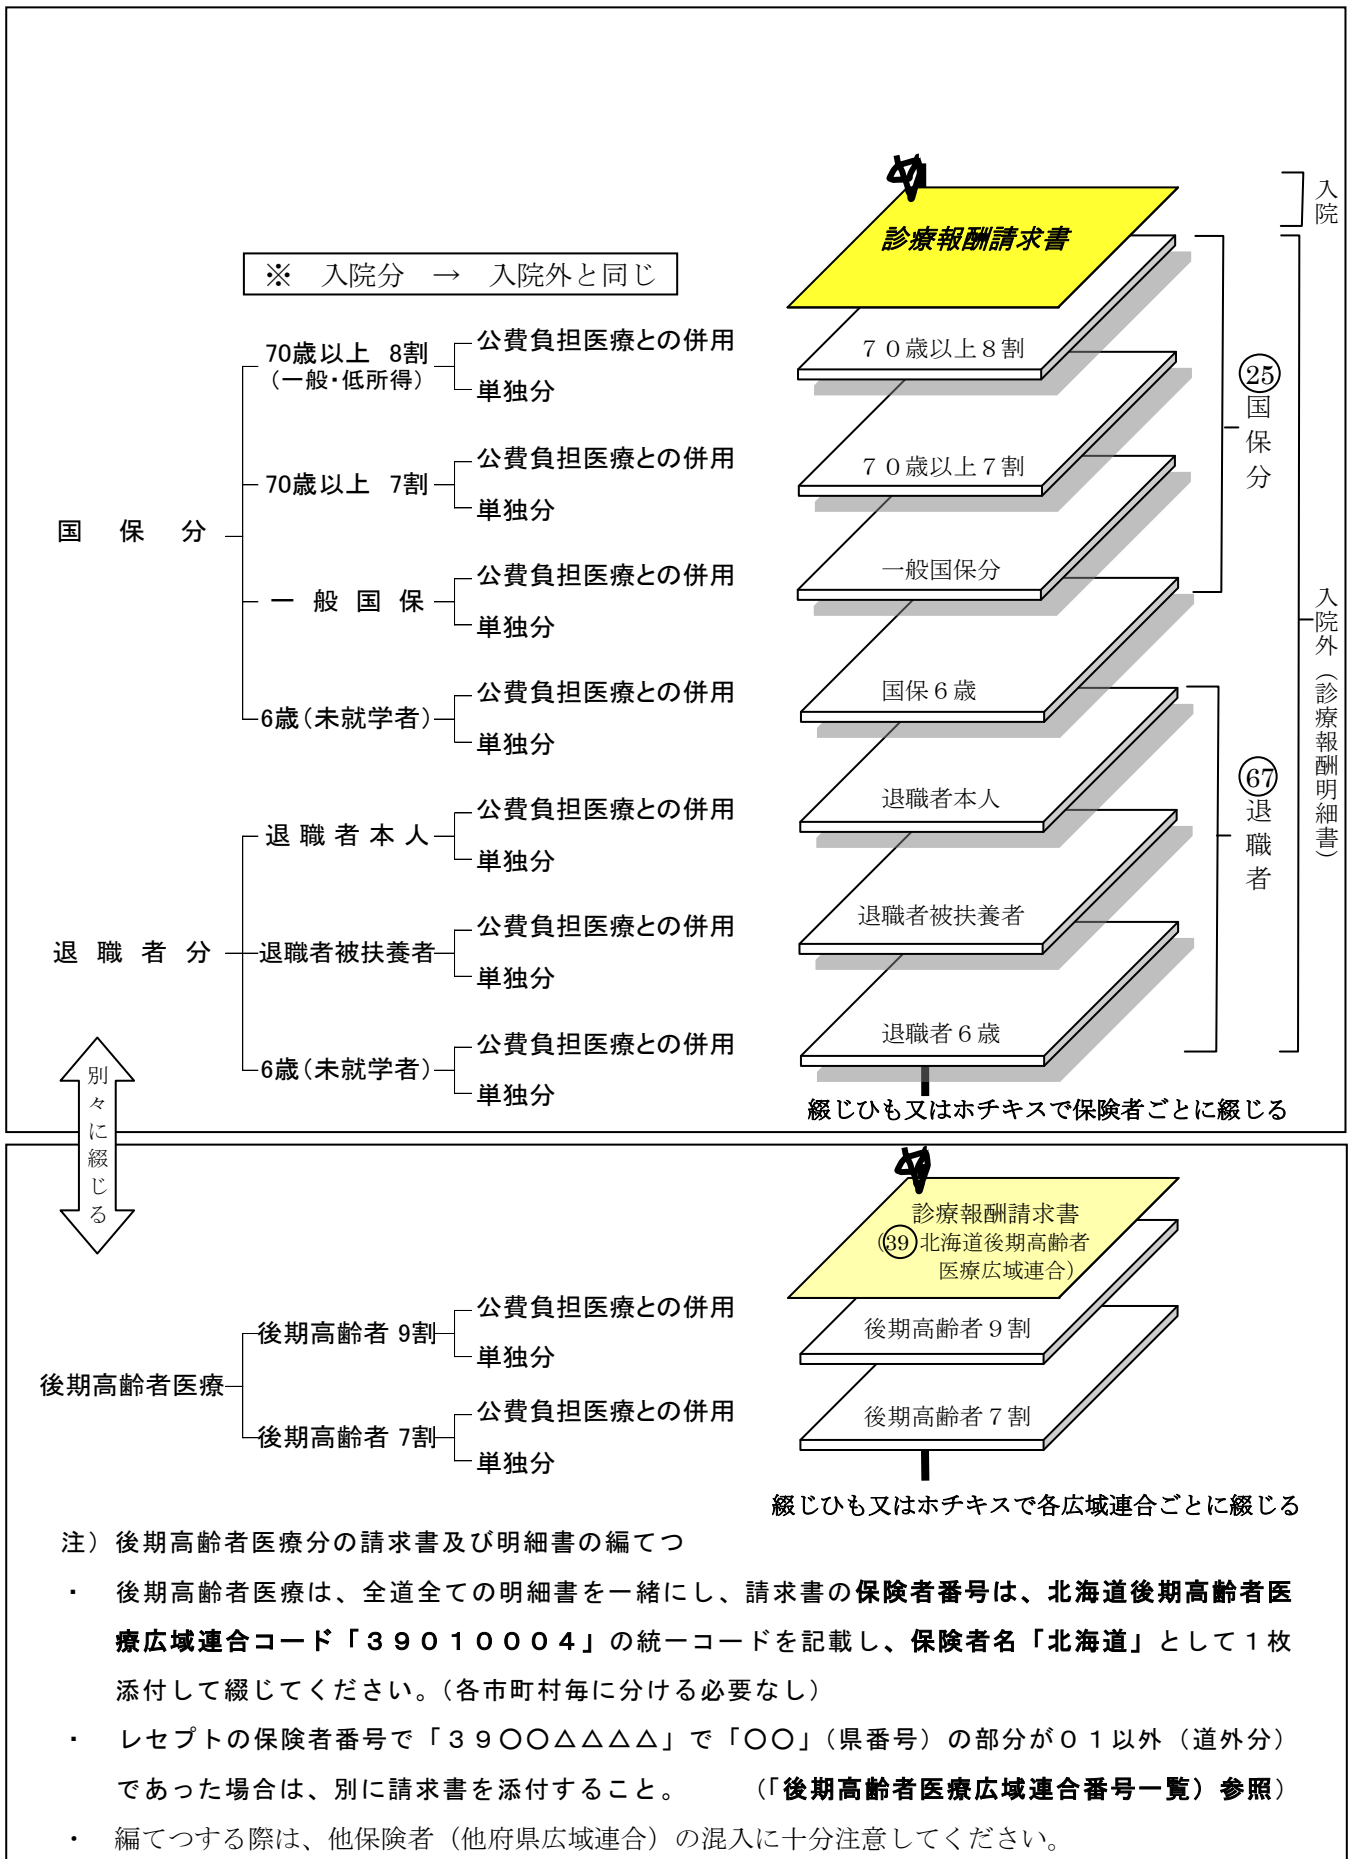 診療報酬請求書
入院
※　入院分　→　入院外と同じ
国　保　分
70歳以上　8割
（一般・低所得）
公費負担医療との併用
単独分
70歳以上　7割
公費負担医療との併用
単独分
一　般　国　保
公費負担医療との併用
単独分
6歳（未就学者）
公費負担医療との併用
単独分
退　職　者　分
退 職 者 本 人
公費負担医療との併用
単独分
退職者被扶養者
公費負担医療との併用
単独分
6歳（未就学者）
公費負担医療との併用
単独分
７０歳以上８割
７０歳以上７割
一般国保分
国保６歳
退職者本人
退職者被扶養者
退職者６歳
㉕国保分
67退職者
入院外（診療報酬明細書）
綴じひも又はホチキスで保険者ごとに綴じる
別々に綴じる
診療報酬請求書
（㊴北海道後期高齢者
医療広域連合）
後期高齢者医療
後期高齢者 9割
公費負担医療との併用
単独分
後期高齢者 7割
公費負担医療との併用
単独分
後期高齢者９割
後期高齢者７割
綴じひも又はホチキスで各広域連合ごとに綴じる
注）後期高齢者医療分の請求書及び明細書の編てつ
・　後期高齢者医療は、全道全ての明細書を一緒にし、請求書の保険者番号は、北海道後期高齢者医
療広域連合コード「３９０１０００４」の統一コードを記載し、保険者名「北海道」として１枚
添付して綴じてください。（各市町村毎に分ける必要なし）
・　レセプトの保険者番号で「３９〇〇△△△△」で「〇〇」（県番号）の部分が０１以外（道外分）
であった場合は、別に請求書を添付すること。　（「後期高齢者医療広域連合番号一覧）参照）
・　編てつする際は、他保険者（他府県広域連合）の混入に十分注意してください。